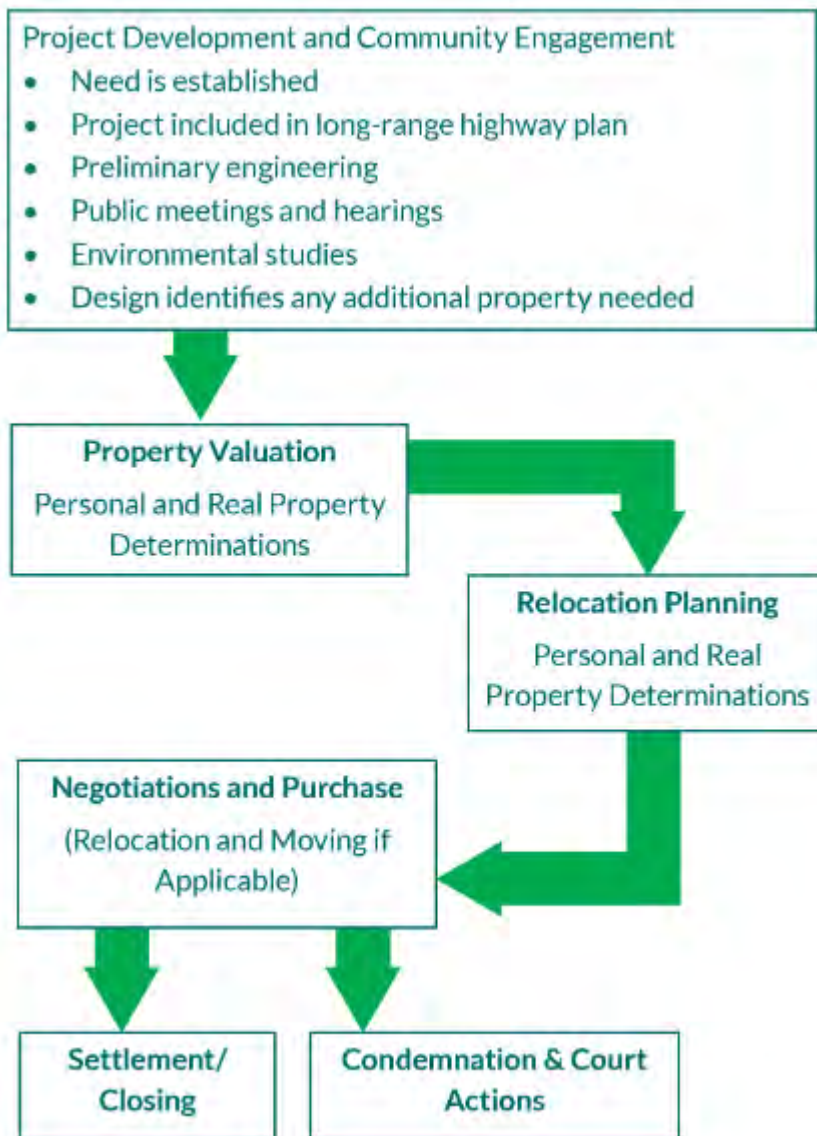 Project Development and Community Engagement
• Need is established
• Project included in long-range highway plan
• Preliminary engineering
• Public meetings and hearings
• Environmental studies
• Design identifies any additional property needed
Property Valuation
Personal and Real Property
Determinations
Relocation Planning
Personal and Real
Property Determinations
Negotiations and Purchase
(Relocation and Moving if
Applicable)
Settlement/
Closing
Condemnation & Court
Actions